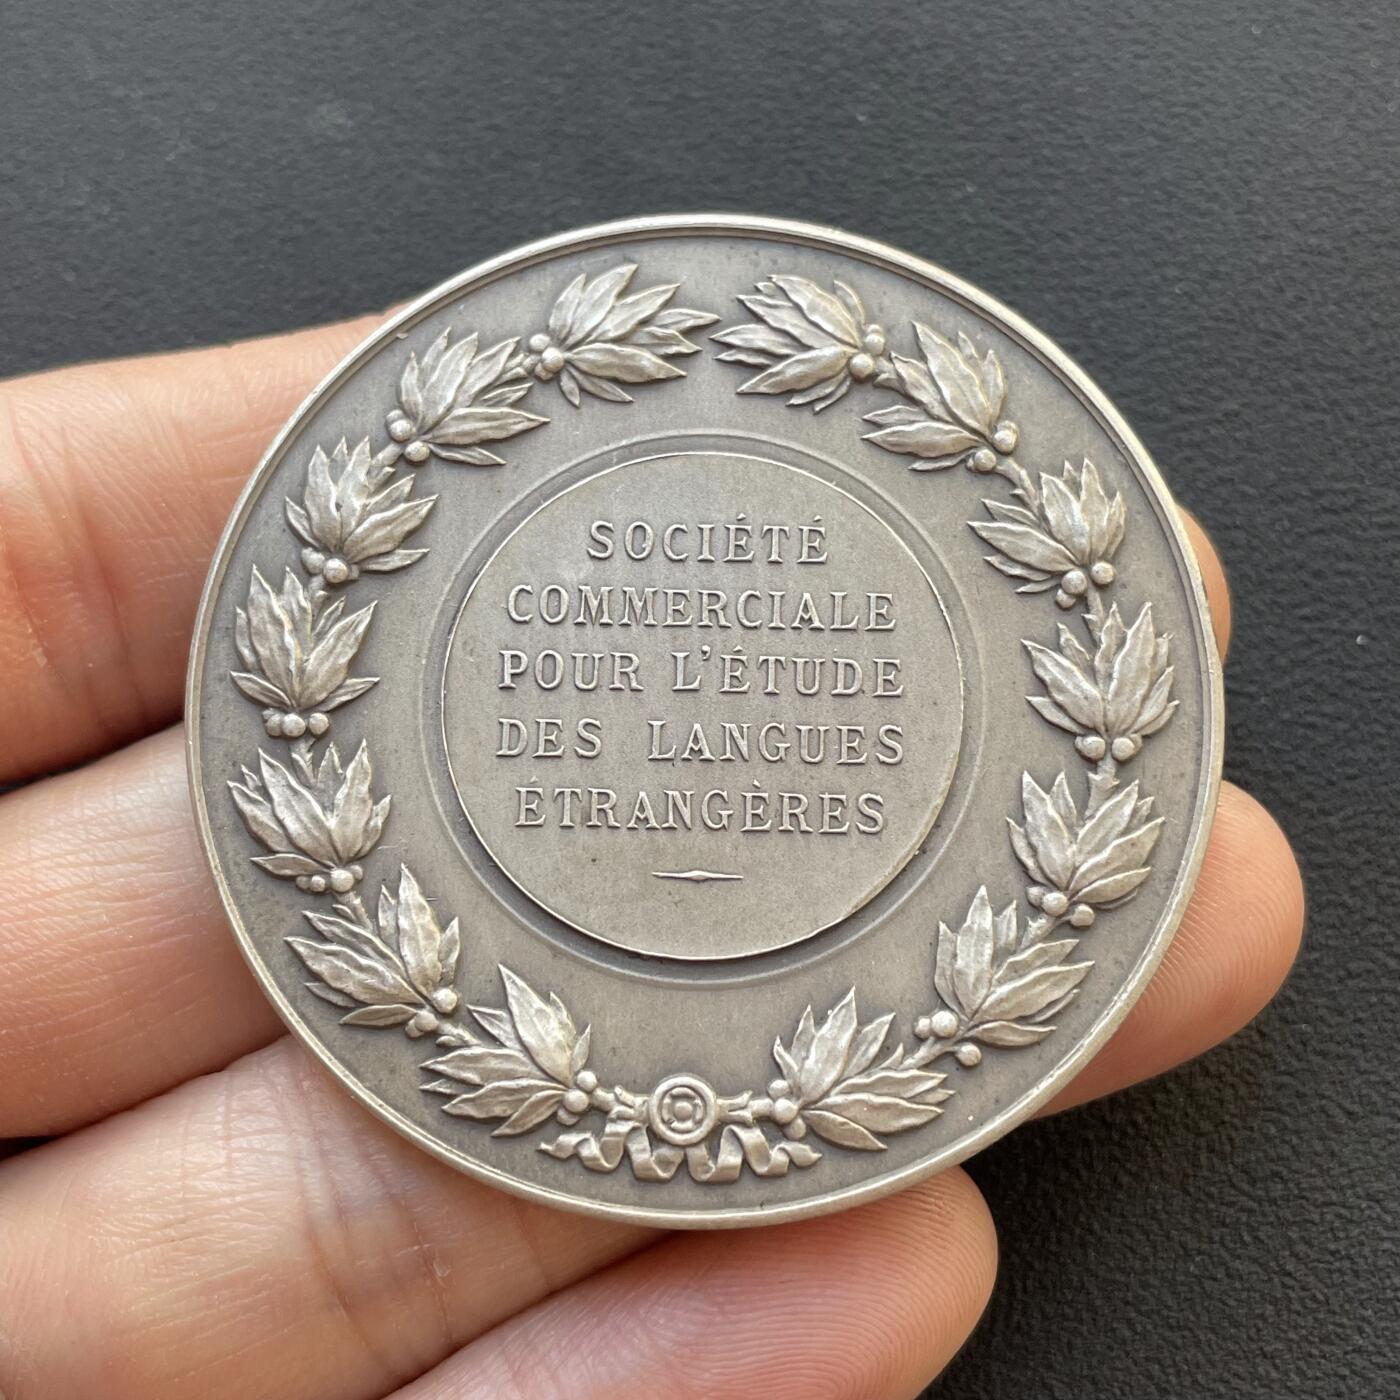 SOCIÉTÉ
COMMERCIALE
POUR L'ÉTUDE
DES LANGUES
ÉTRANGÈRES